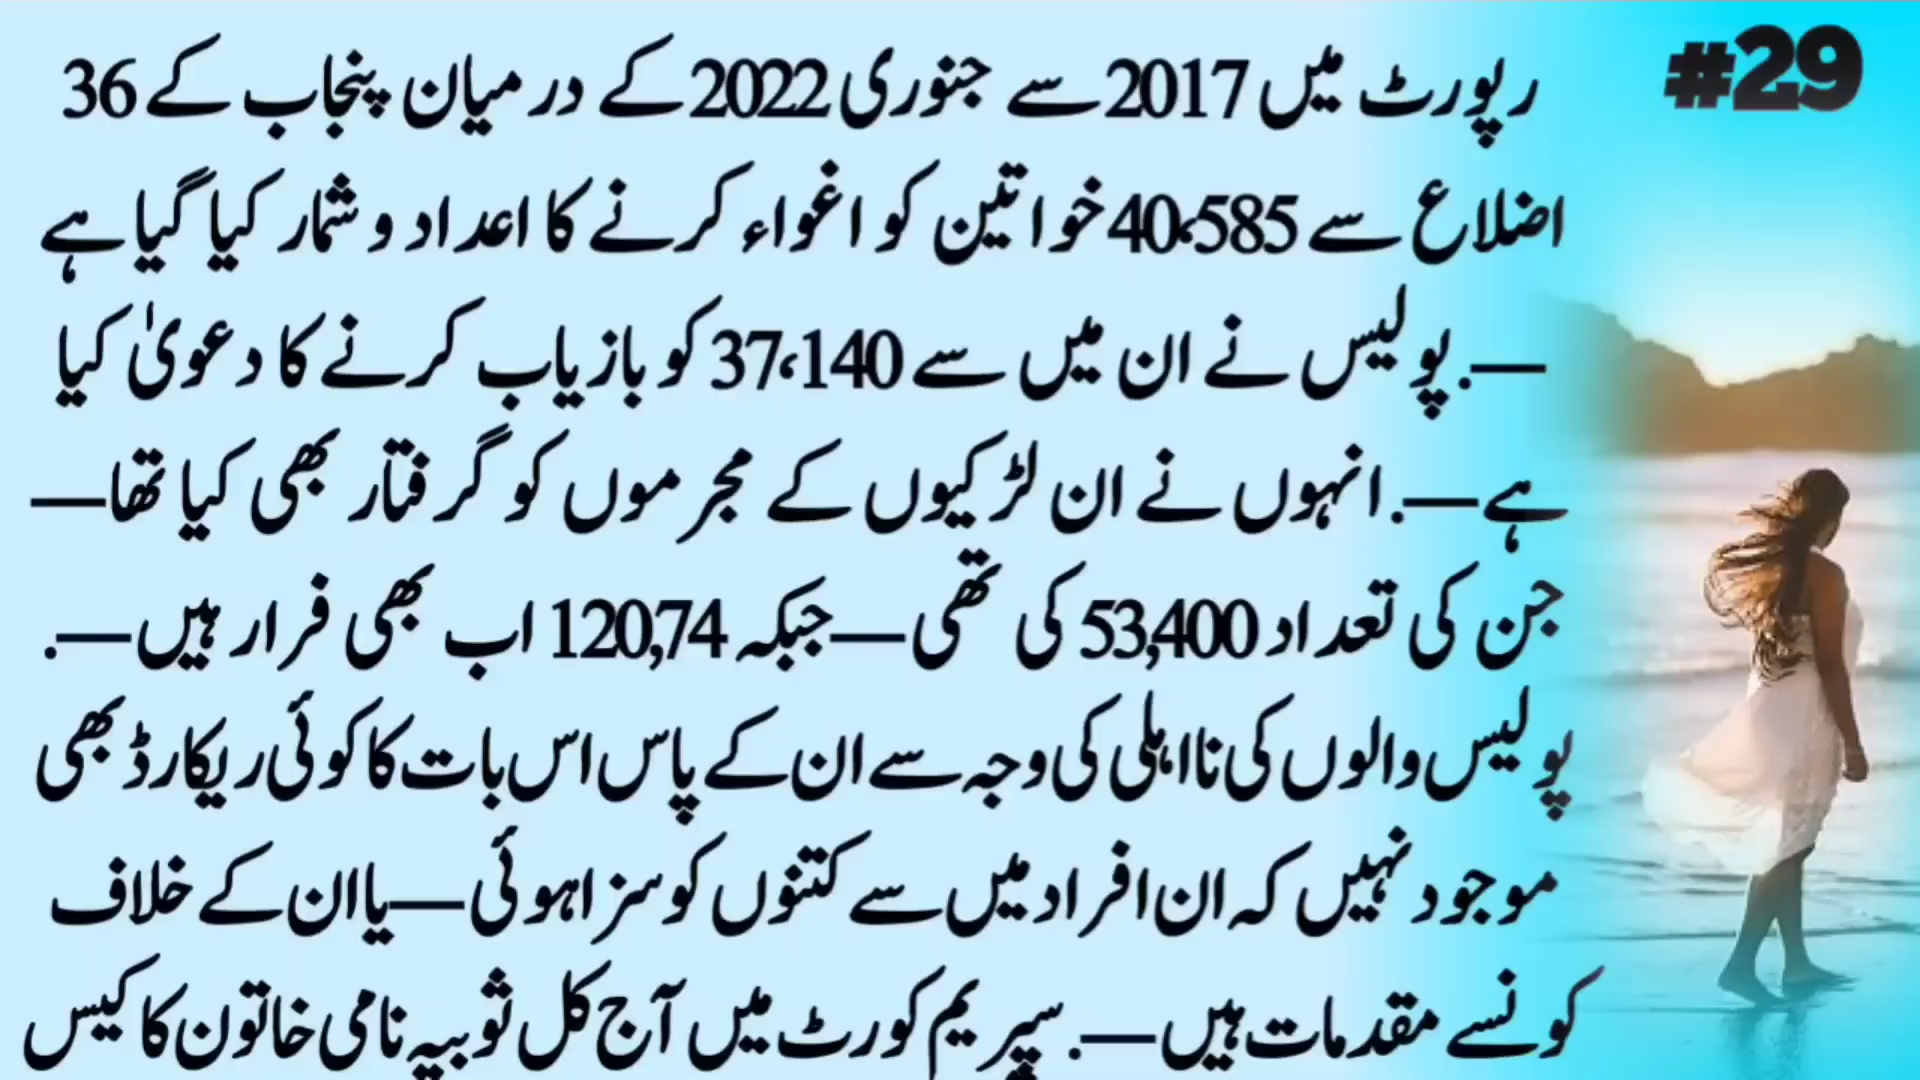 #29
رپورٹ میں 2017 سے جنوری 2022 کے درمیان پنجاب کے 36
اضلاع سے 40،585 خواتین کو اغواء کرنے کا اعداد و شمار کیا گیا ہے
—. پولیس نے ان میں سے 37،140 کو بازیاب کرنے کا دعویٰ کیا
ہے—. انہوں نے ان لڑکیوں کے مجرموں کو گرفتار بھی کیا تھا—
جن کی تعداد 53,400 کی تھی—جبکہ 120,74 اب بھی فرار ہیں—.
پولیس والوں کی نااہلی کی وجہ سے ان کے پاس اس بات کا کوئی ریکارڈ بھی
موجود نہیں کہ ان افراد میں سے کتنوں کو سزا ہوئی—یا ان کے خلاف
کونسے مقدمات ہیں—. سپریم کورٹ میں آج کل ثوبیہ نامی خاتون کا کیس